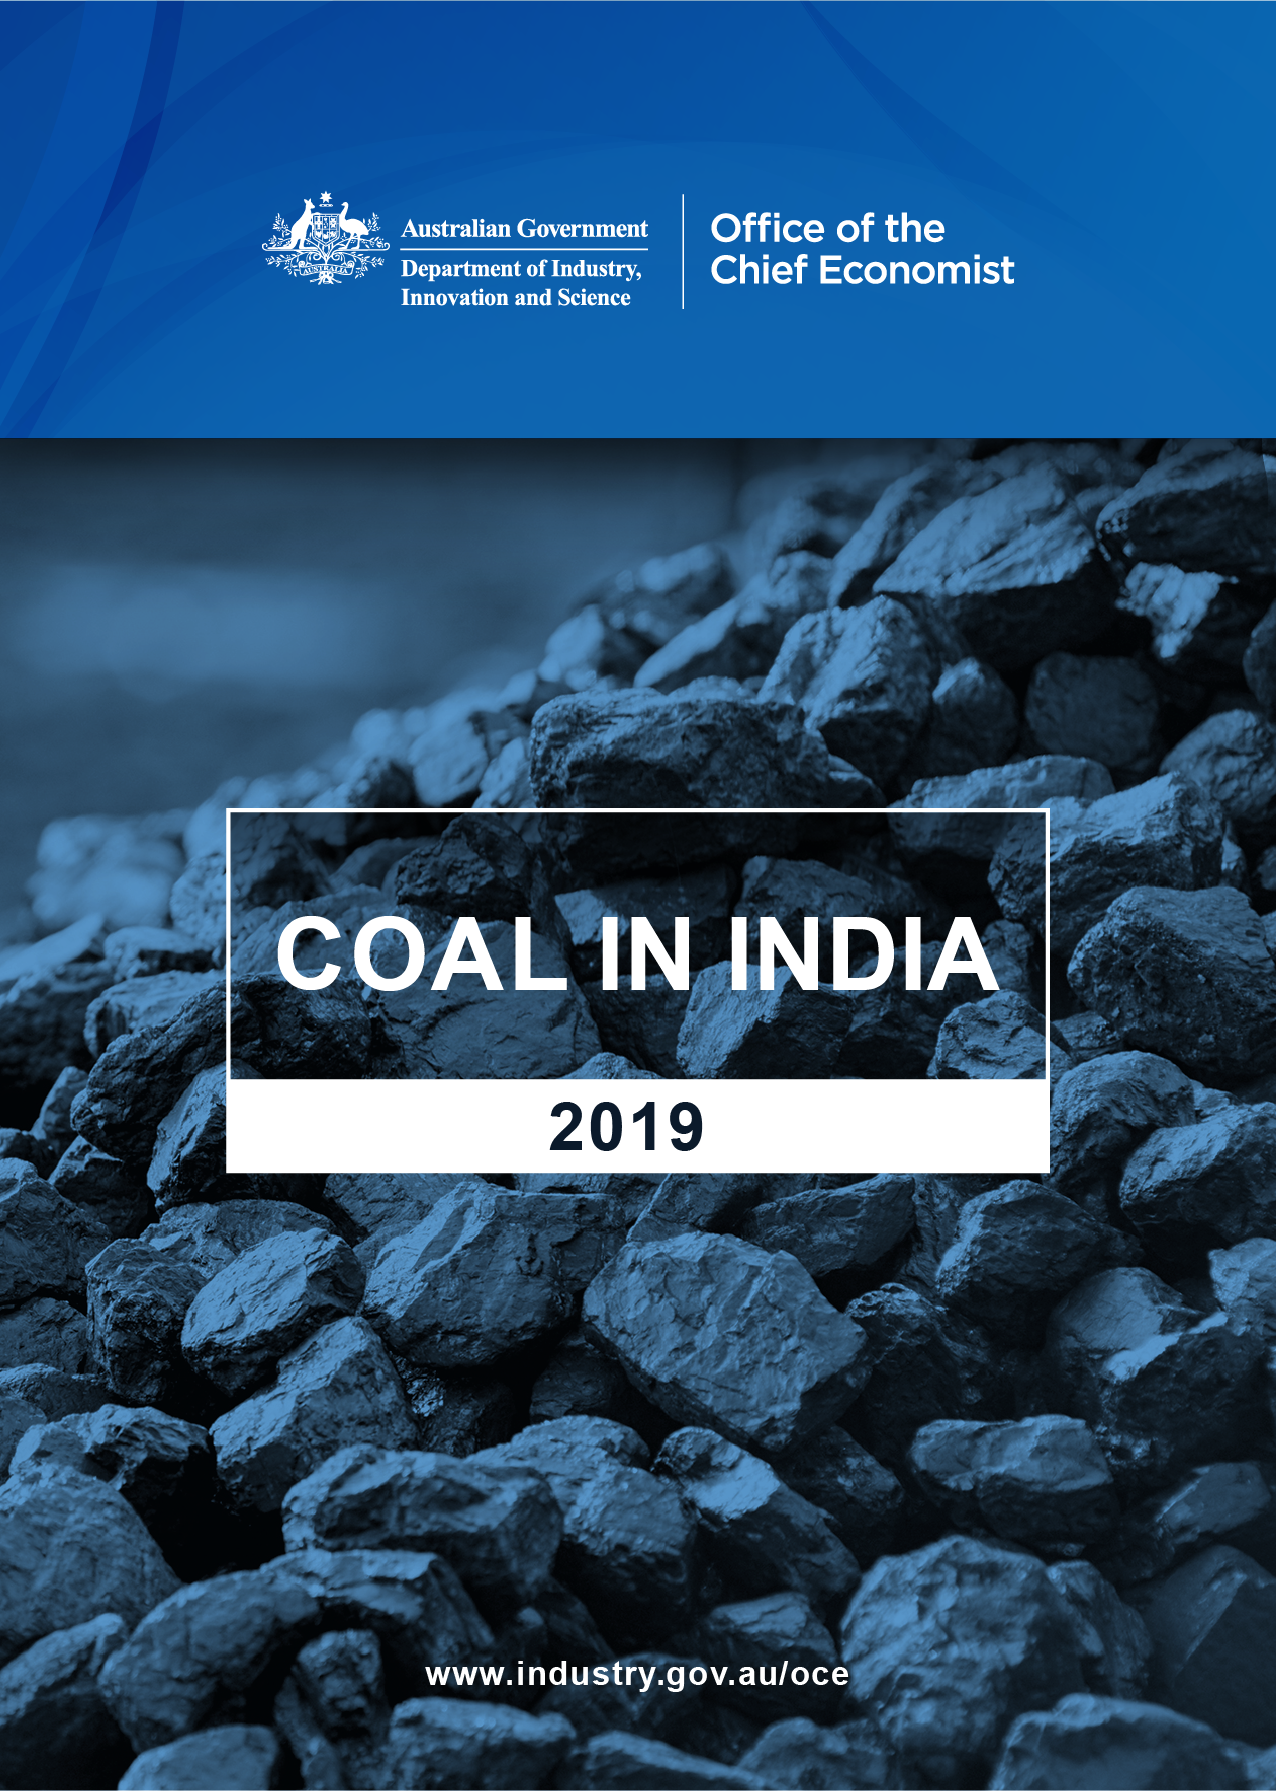 Australian Government
Department of Industry,
Innovation and Science
Office of the
Chief Economist
AUSTRALIA
COAL IN INDIA
2019
www.industry.gov.au/oce